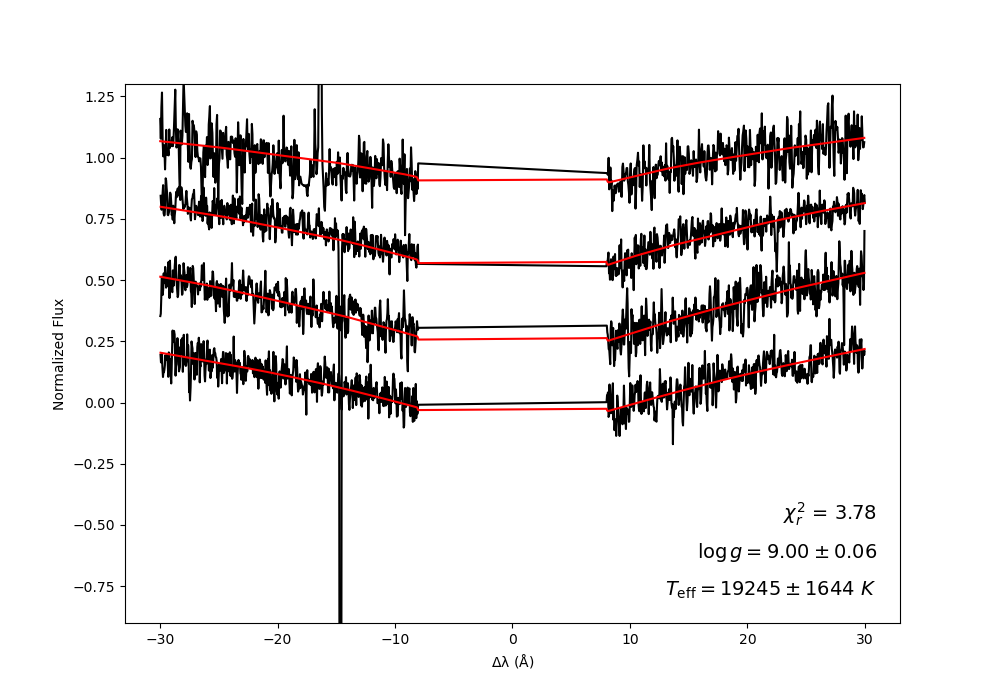 1.25
1.00
0.75
0.50
0.25
0.00
−0.25
−0.50
−0.75
Normalized Flux
χ²ᵣ = 3.78
log g = 9.00 ± 0.06
T_eff = 19245 ± 1644 K
−30 −20 −10 0 10 20 30
Δλ (Å)